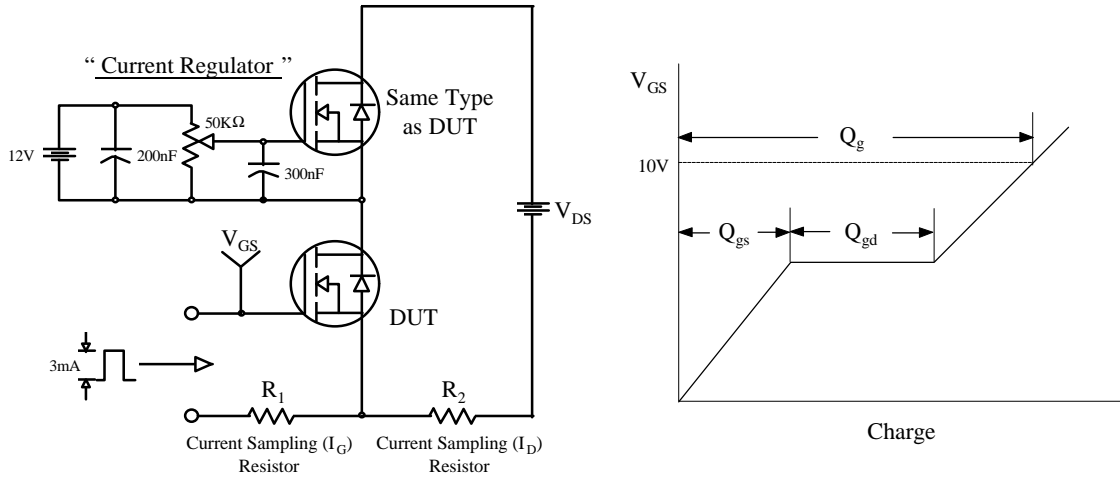 “ Current Regulator ”
Same Type
as DUT
50KΩ
12V
200nF
300nF
V_DS
V_GS
DUT
3mA
R_1
R_2
Current Sampling (I_G)
Resistor
Current Sampling (I_D)
Resistor
V_GS
Q_g
10V
Q_gs
Q_gd
Charge